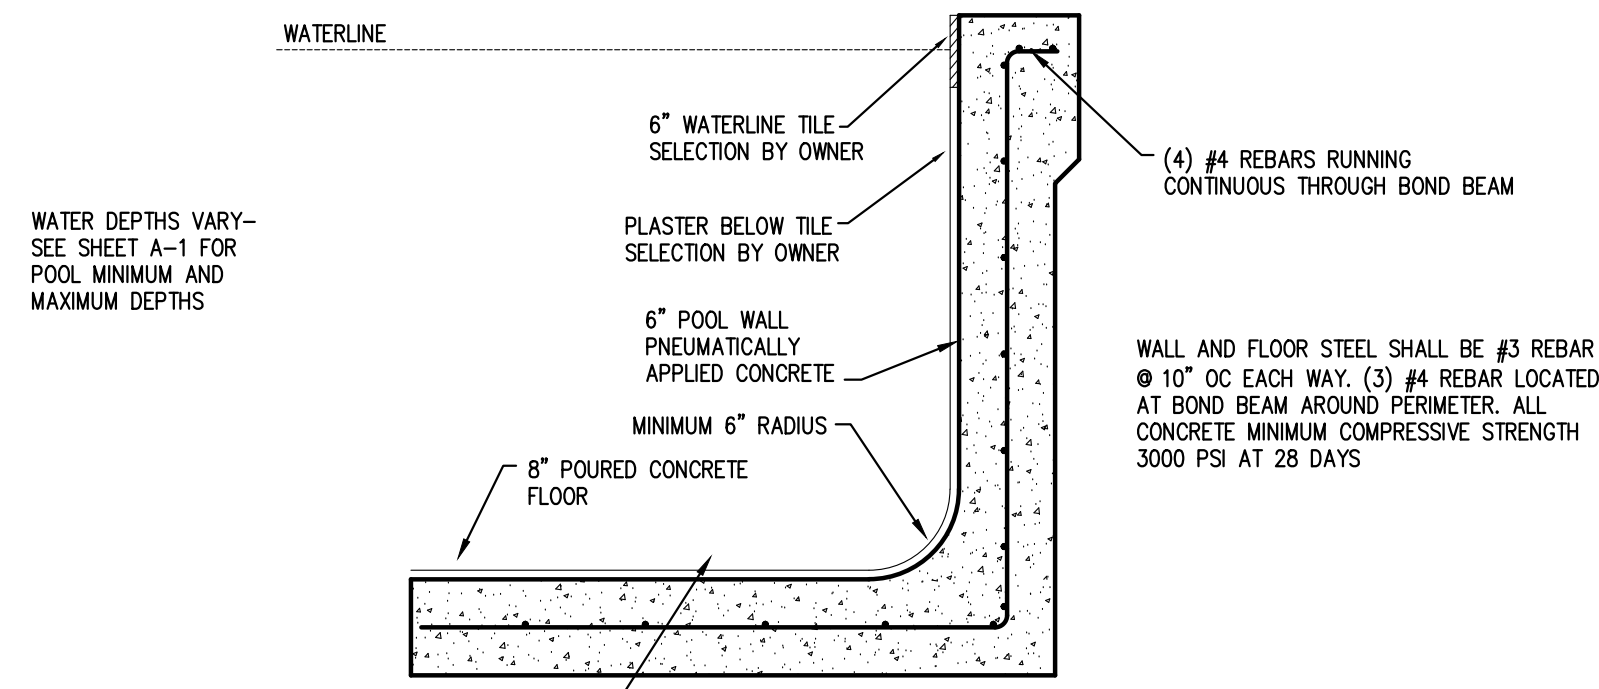 WATERLINE
6” WATERLINE TILE
SELECTION BY OWNER
(4) #4 REBARS RUNNING
CONTINUOUS THROUGH BOND BEAM
WATER DEPTHS VARY–
SEE SHEET A–1 FOR
POOL MINIMUM AND
MAXIMUM DEPTHS
PLASTER BELOW TILE
SELECTION BY OWNER
6” POOL WALL
PNEUMATICALLY
APPLIED CONCRETE
WALL AND FLOOR STEEL SHALL BE #3 REBAR
@ 10” OC EACH WAY. (3) #4 REBAR LOCATED
AT BOND BEAM AROUND PERIMETER. ALL
CONCRETE MINIMUM COMPRESSIVE STRENGTH
3000 PSI AT 28 DAYS
MINIMUM 6” RADIUS
8” POURED CONCRETE
FLOOR